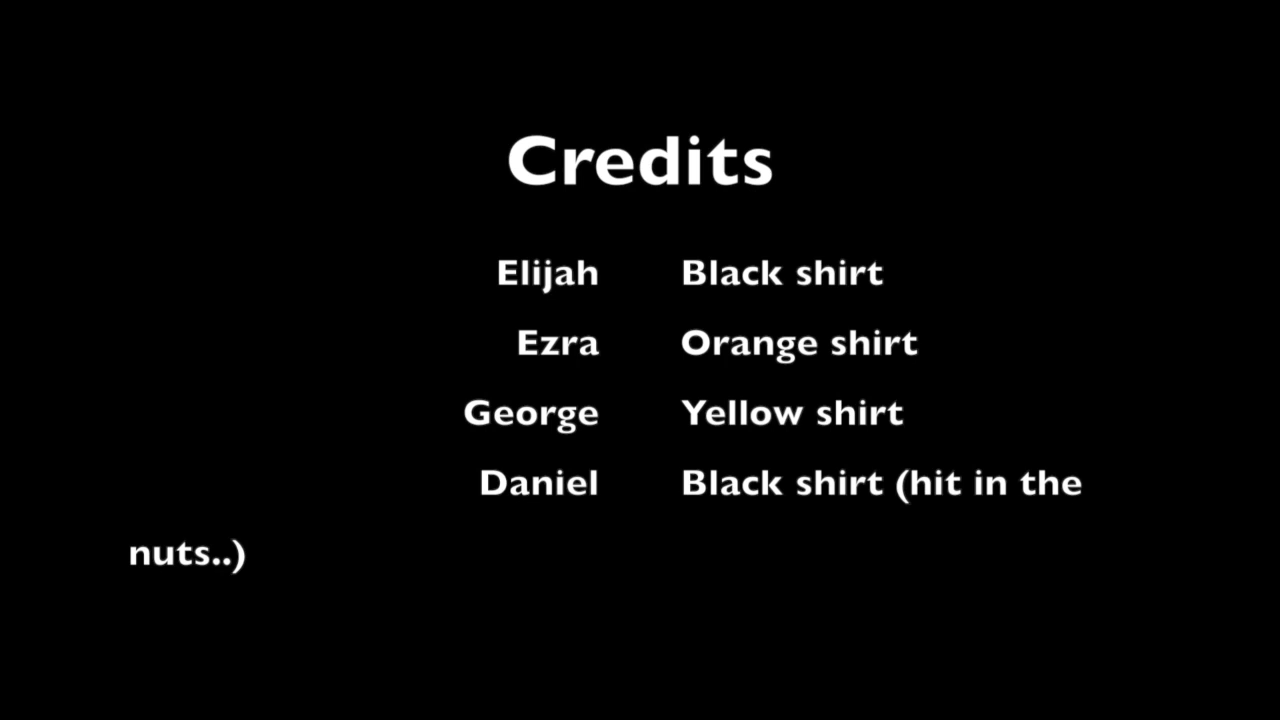 Credits
Elijah Black shirt
Ezra Orange shirt
George Yellow shirt
Daniel Black shirt (hit in the
nuts..)